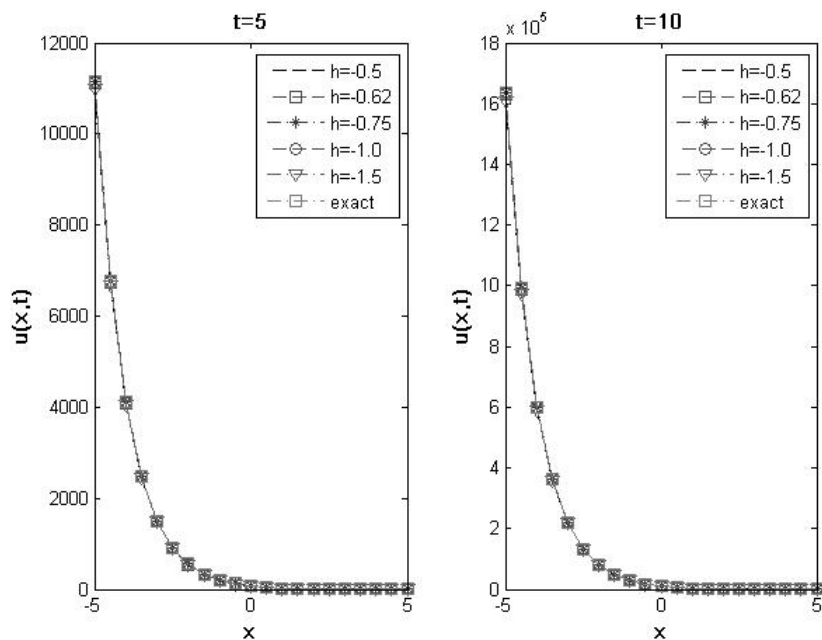 t=5
12000
10000
8000
6000
4000
2000
0
-5
0
5
u(x,t)
x
h=-0.5
h=-0.62
h=-0.75
h=-1.0
h=-1.5
exact
t=10
x 10^5
18
16
14
12
10
8
6
4
2
0
-5
0
5
u(x,t)
x
h=-0.5
h=-0.62
h=-0.75
h=-1.0
h=-1.5
exact